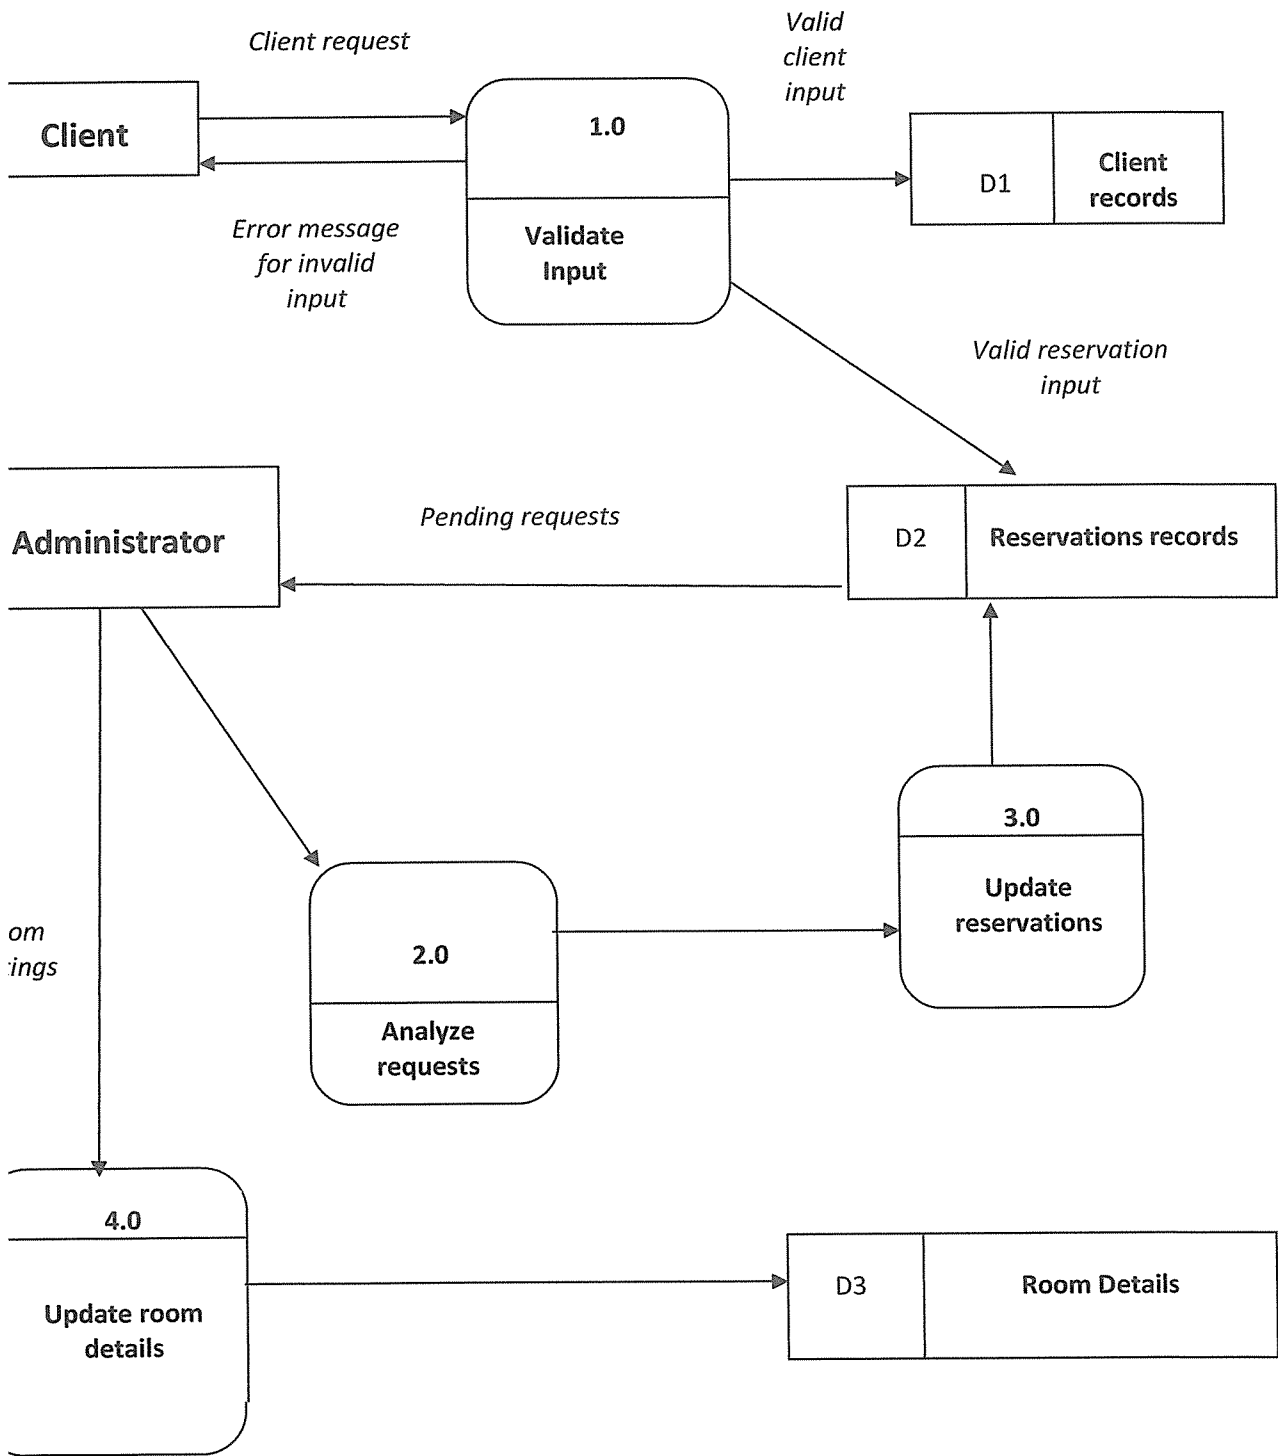 Client request
Valid
client
input
Client
1.0
D1
Client
records
Error message
for invalid
input
Validate
Input
Valid reservation
input
Administrator
Pending requests
D2
Reservations records
3.0
Update
reservations
2.0
Analyze
requests
4.0
Update room
details
D3
Room Details